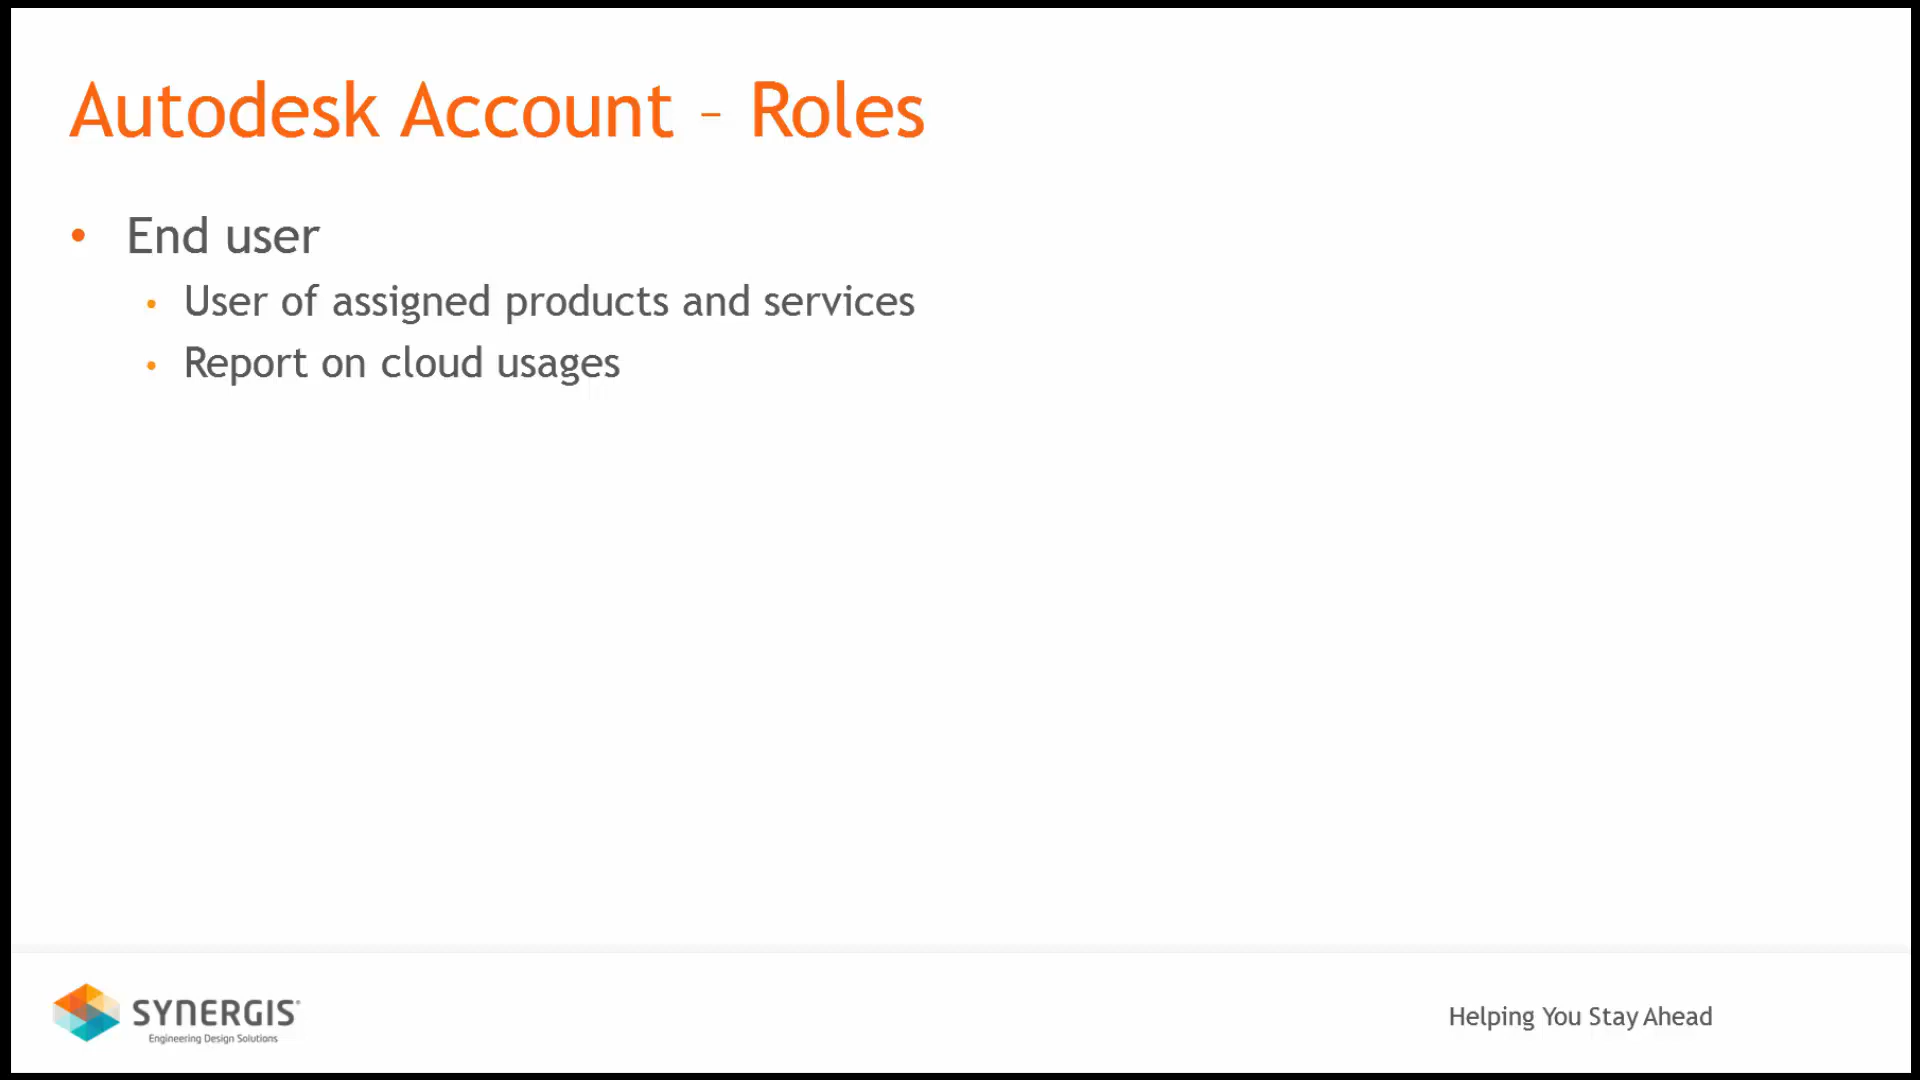 Autodesk Account – Roles
• End user
• User of assigned products and services
• Report on cloud usages
SYNERGIS®
Engineering Design Solutions
Helping You Stay Ahead